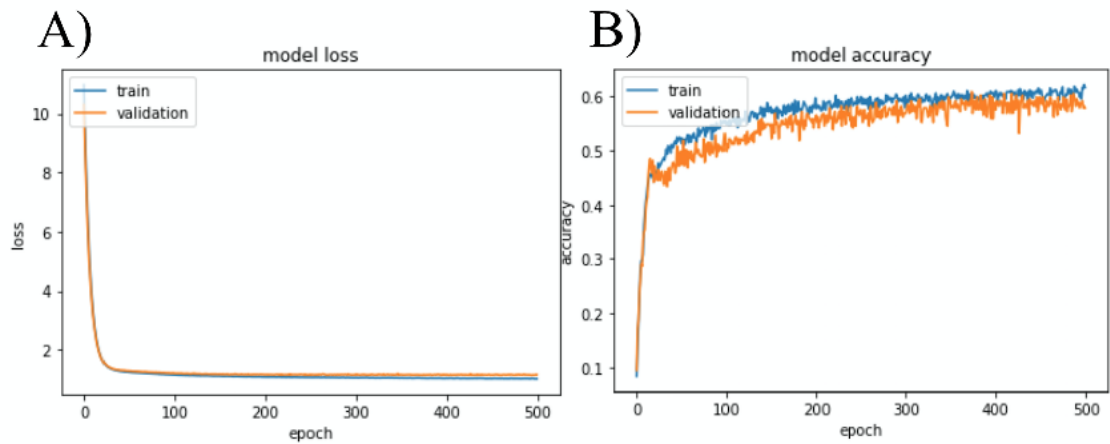 A)
model loss
train
validation
10
8
6
4
2
loss
0
100
200
300
400
500
epoch
B)
model accuracy
train
validation
0.6
0.5
0.4
0.3
0.2
0.1
accuracy
0
100
200
300
400
500
epoch